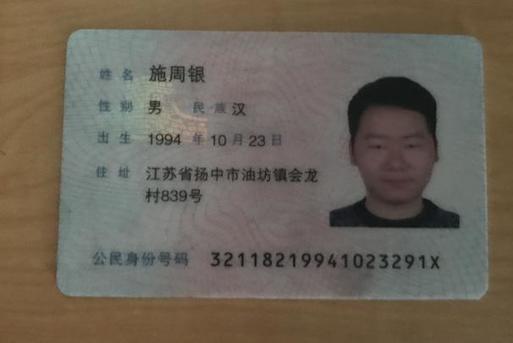 姓名 施周银
性别 男 民族 汉
出生 1994 年 10 月 23 日
住址 江苏省扬中市油坊镇会龙
村839号
公民身份号码 32118219941023291X